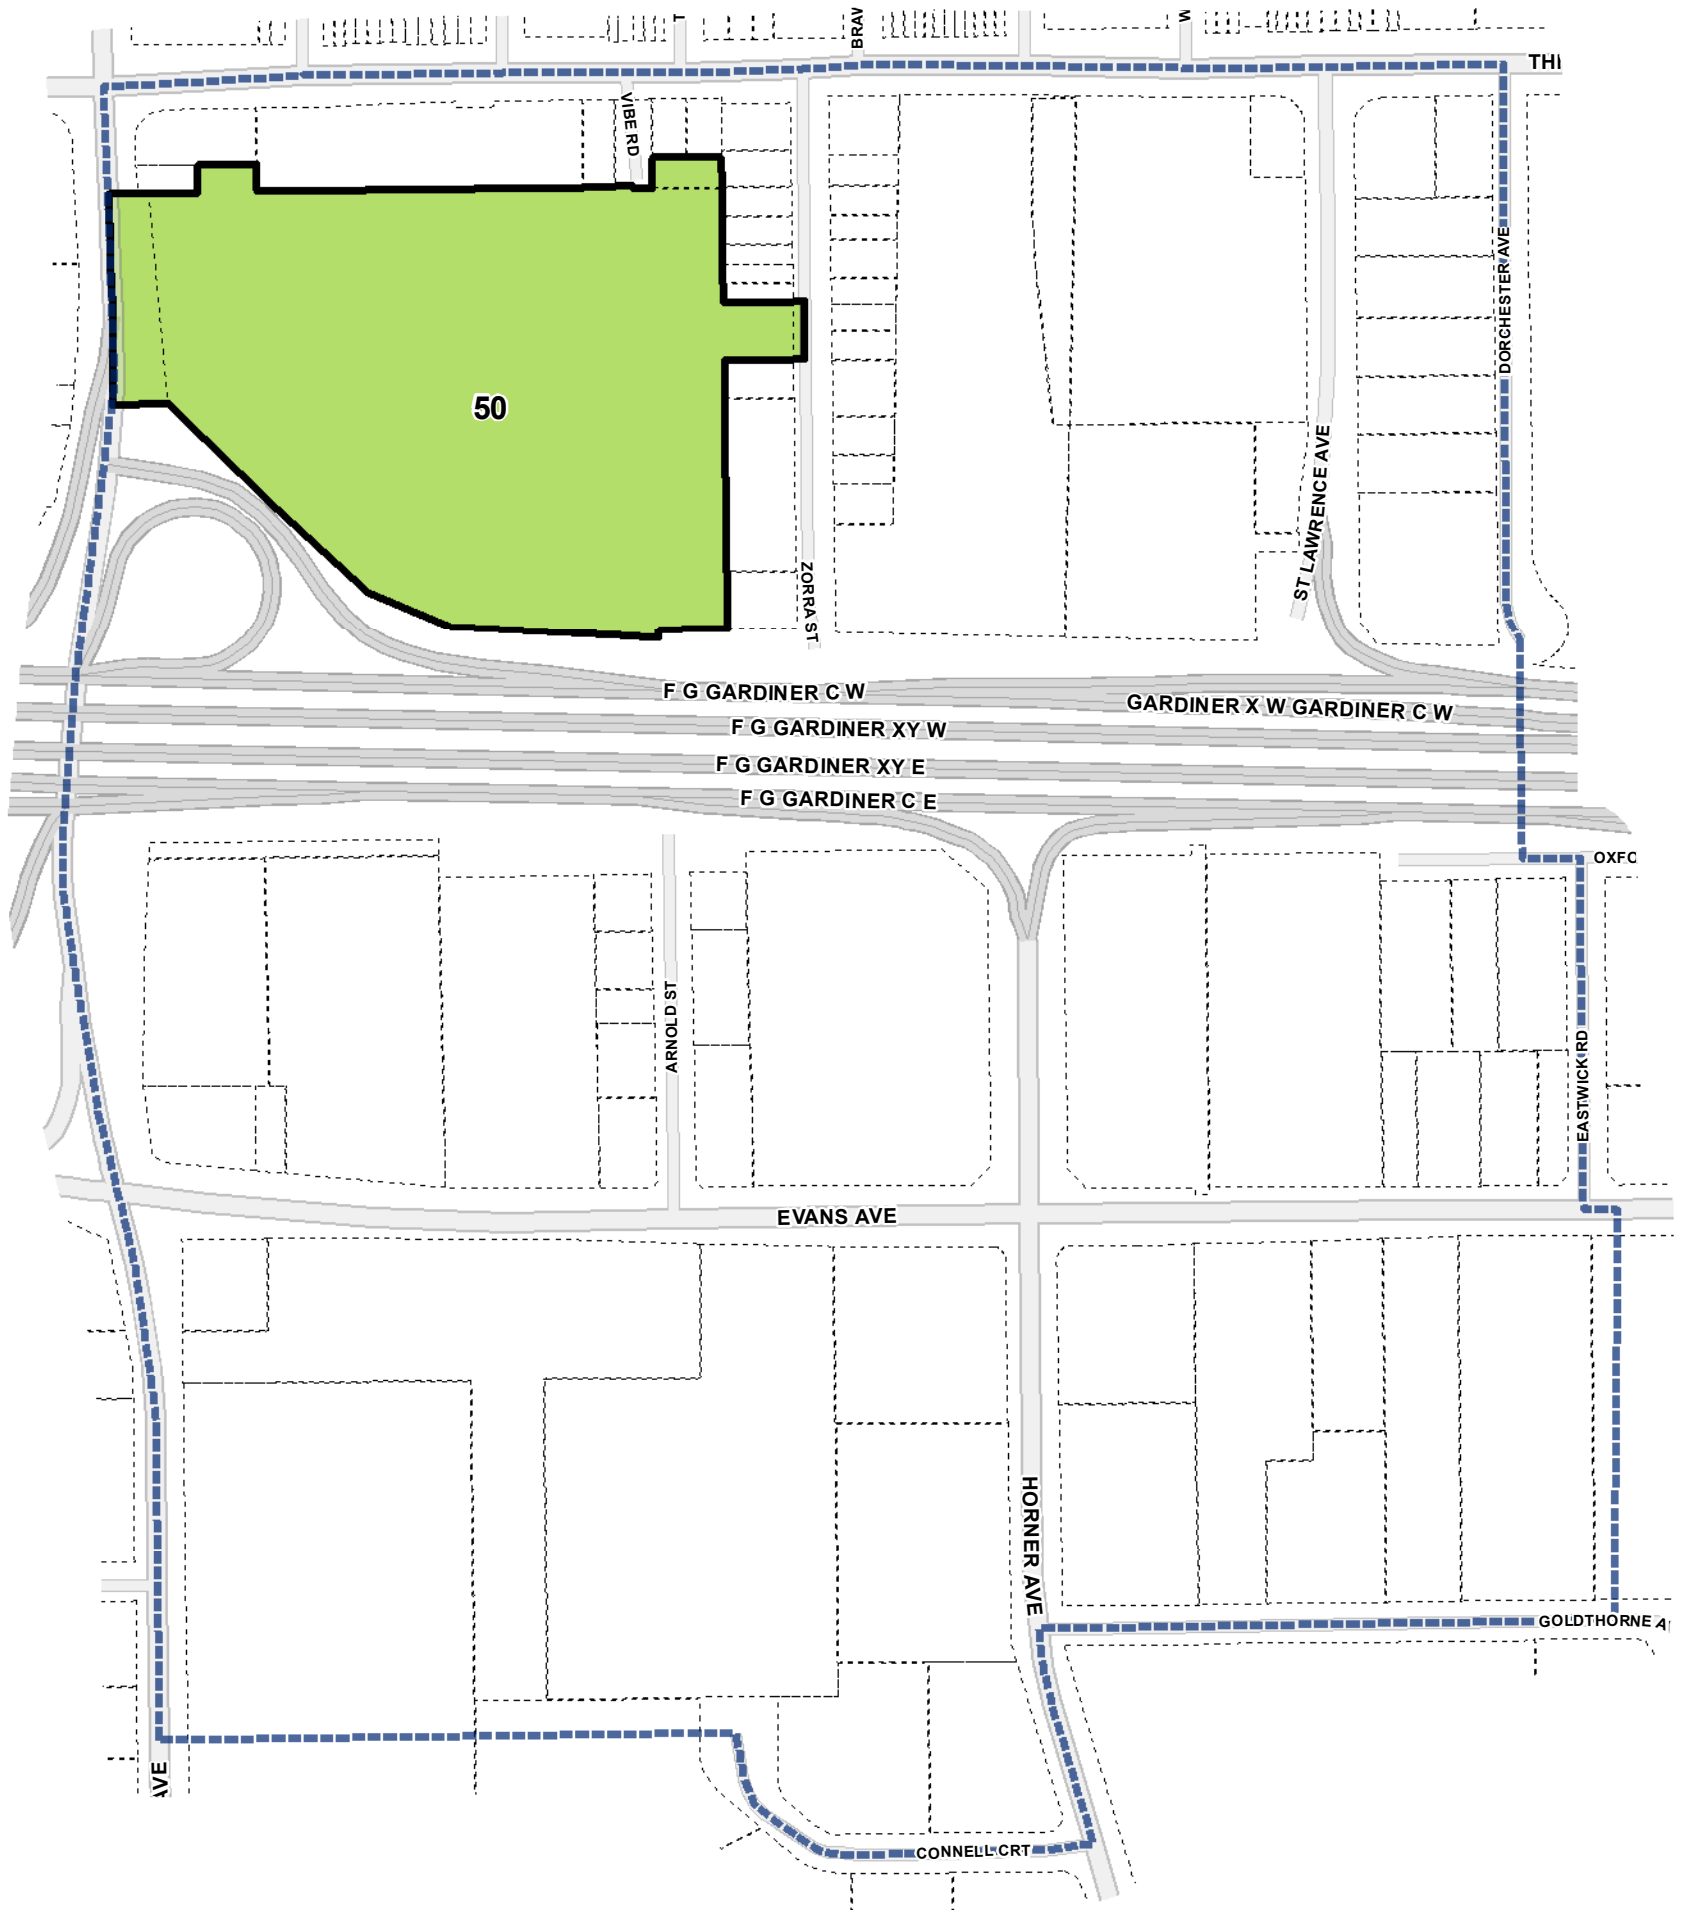 T
BRAV
W
THI
VIBE RD
DORCHESTER AVE
50
ST LAWRENCE AVE
ZORRA ST
F G GARDINER C W
GARDINER X W GARDINER C W
F G GARDINER XY W
F G GARDINER XY E
F G GARDINER C E
OXFO
ARNOLD ST
EASTWICK RD
EVANS AVE
HORNER AVE
GOLDTHORNE A
AVE
CONNELL CRT